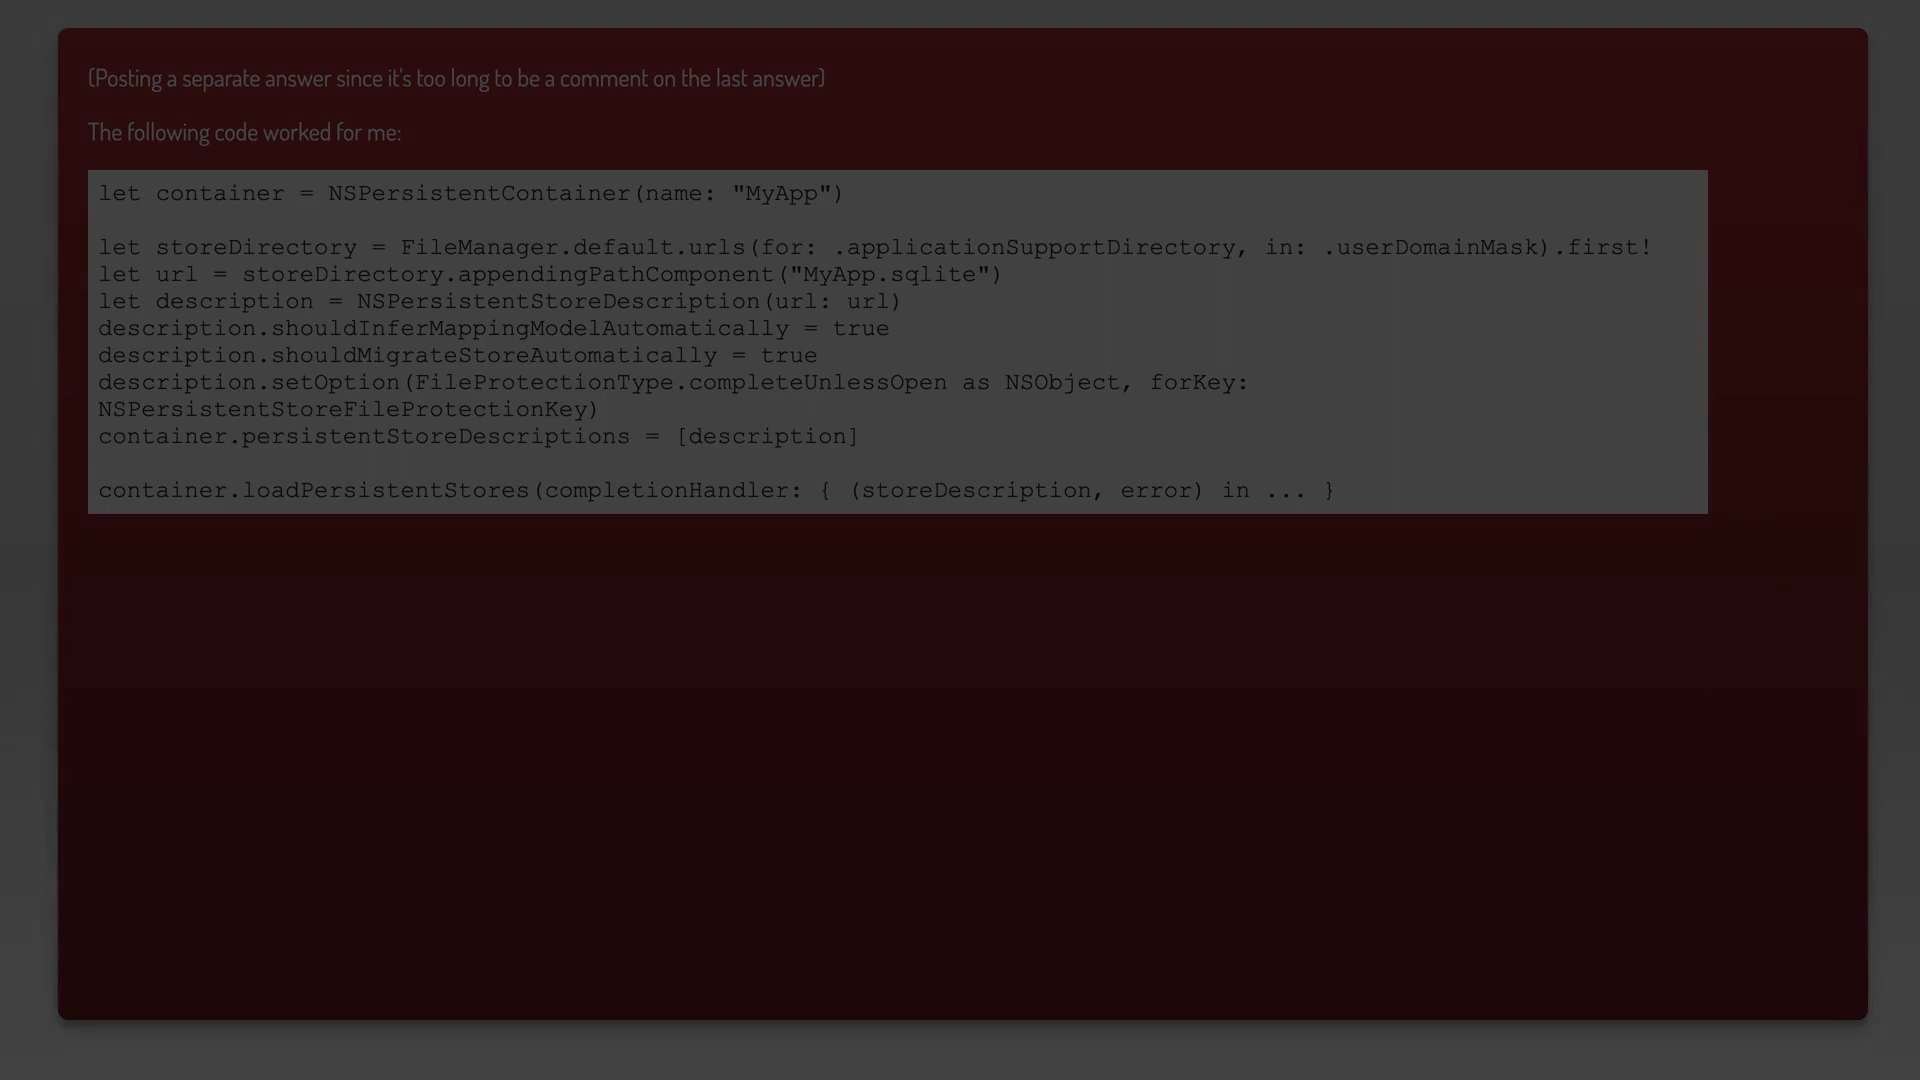 (Posting a separate answer since it's too long to be a comment on the last answer)
The following code worked for me:
let container = NSPersistentContainer(name: "MyApp")
let storeDirectory = FileManager.default.urls(for: .applicationSupportDirectory, in: .userDomainMask).first!
let url = storeDirectory.appendingPathComponent("MyApp.sqlite")
let description = NSPersistentStoreDescription(url: url)
description.shouldInferMappingModelAutomatically = true
description.shouldMigrateStoreAutomatically = true
description.setOption(FileProtectionType.completeUnlessOpen as NSObject, forKey:
NSPersistentStoreFileProtectionKey)
container.persistentStoreDescriptions = [description]
container.loadPersistentStores(completionHandler: { (storeDescription, error) in ... }